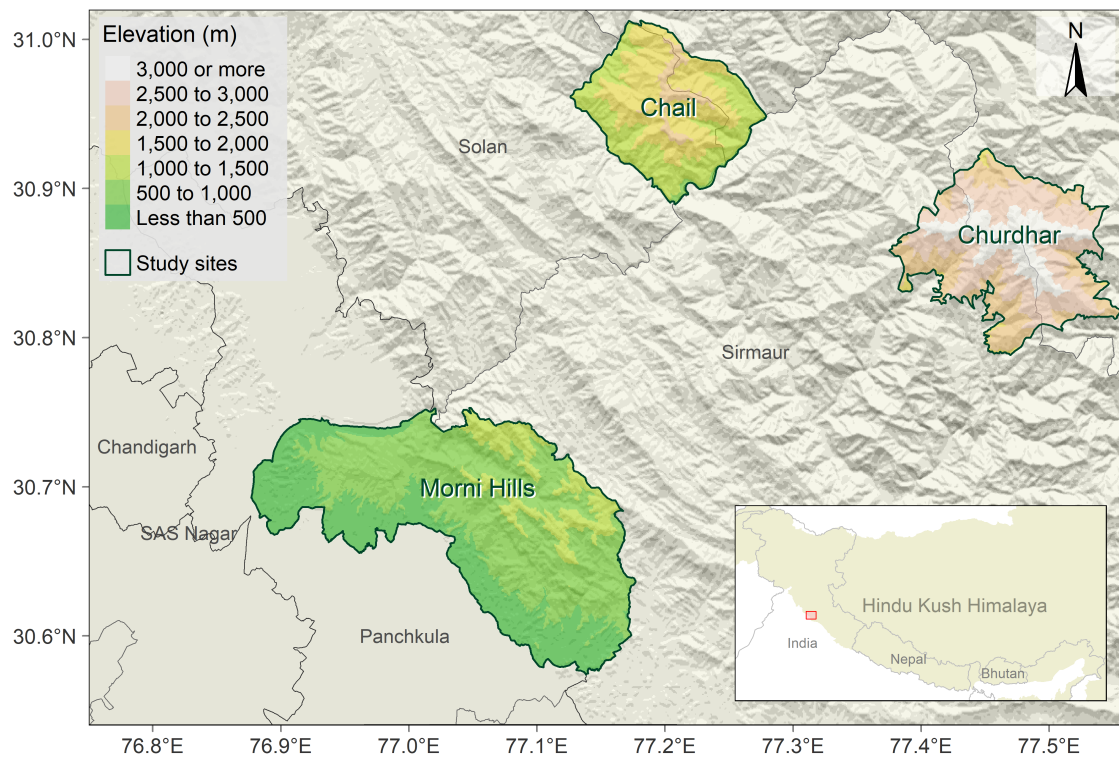 Elevation (m)
3,000 or more
2,500 to 3,000
2,000 to 2,500
1,500 to 2,000
1,000 to 1,500
500 to 1,000
Less than 500
Study sites
N
Chail
Solan
Churdhar
Sirmaur
Chandigarh
Morni Hills
SAS Nagar
Panchkula
Hindu Kush Himalaya
India
Nepal
Bhutan
31.0°N
30.9°N
30.8°N
30.7°N
30.6°N
76.8°E
76.9°E
77.0°E
77.1°E
77.2°E
77.3°E
77.4°E
77.5°E